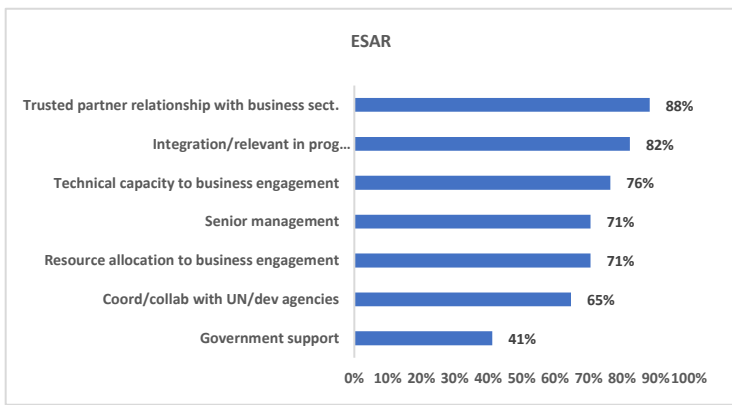 ESAR
Trusted partner relationship with business sect. 88%
Integration/relevant in prog... 82%
Technical capacity to business engagement 76%
Senior management 71%
Resource allocation to business engagement 71%
Coord/collab with UN/dev agencies 65%
Government support 41%
0% 10% 20% 30% 40% 50% 60% 70% 80% 90% 100%